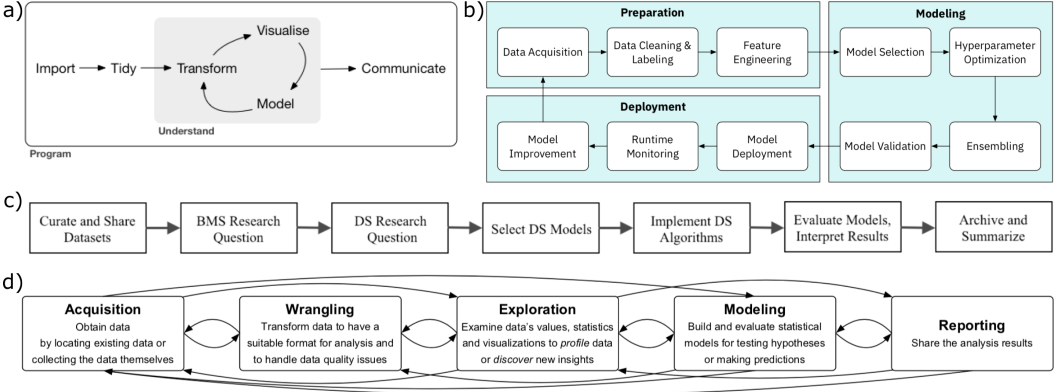 a)
Import
Tidy
Transform
Visualise
Model
Understand
Communicate
Program
b)
Preparation
Data Acquisition
Data Cleaning &
Labeling
Feature
Engineering
Modeling
Model Selection
Hyperparameter
Optimization
Ensembling
Model Validation
Deployment
Model
Deployment
Runtime
Monitoring
Model
Improvement
c)
Curate and Share
Datasets
BMS Research
Question
DS Research
Question
Select DS Models
Implement DS
Algorithms
Evaluate Models,
Interpret Results
Archive and
Summarize
d)
Acquisition
Obtain data
by locating existing data or
collecting the data themselves
Wrangling
Transform data to have a
suitable format for analysis and
to handle data quality issues
Exploration
Examine data's values, statistics
and visualizations to profile data
or discover new insights
Modeling
Build and evaluate statistical
models for testing hypotheses
or making predictions
Reporting
Share the analysis results